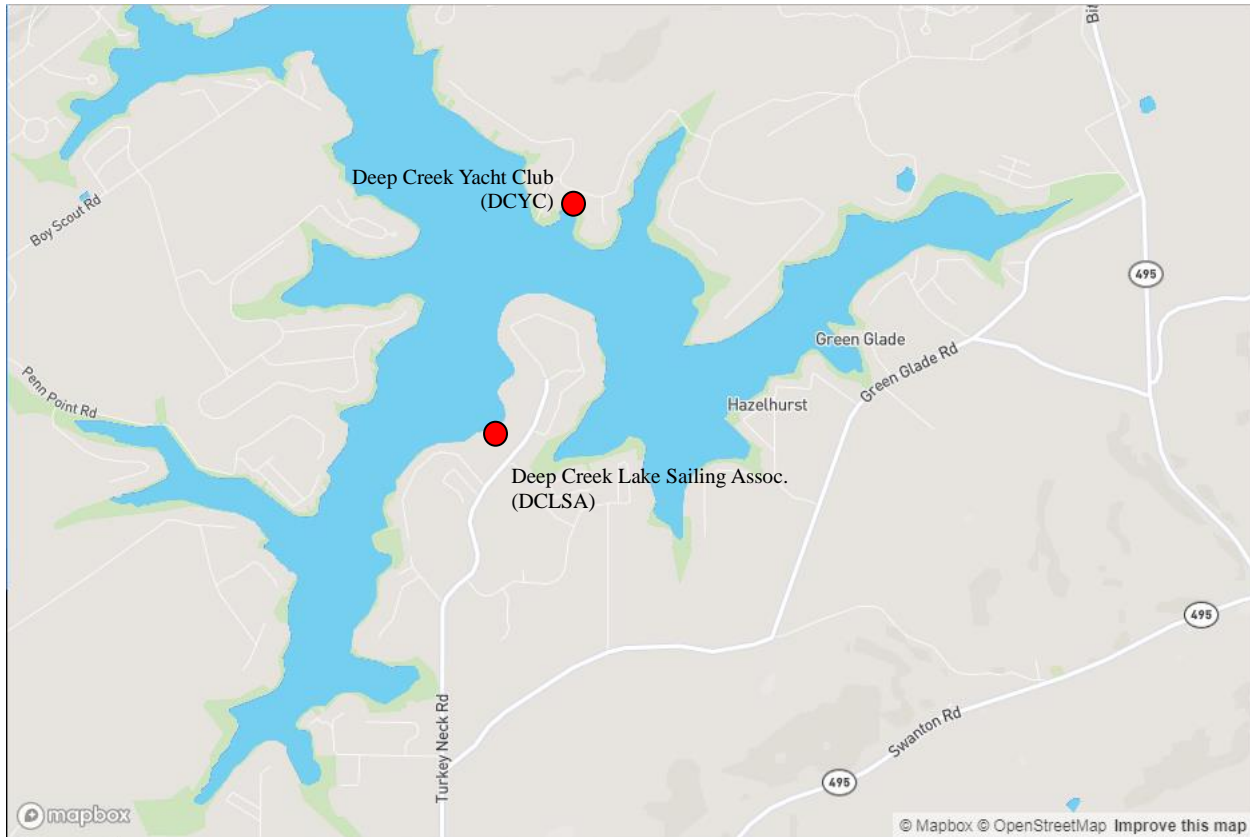 Bit
Deep Creek Yacht Club
(DCYC)
Boy Scout Rd
495
Green Glade
Green Glade Rd
Penn Point Rd
Hazelhurst
Deep Creek Lake Sailing Assoc.
(DCLSA)
495
Swanton Rd
Turkey Neck Rd
495
mapbox
© Mapbox © OpenStreetMap Improve this map